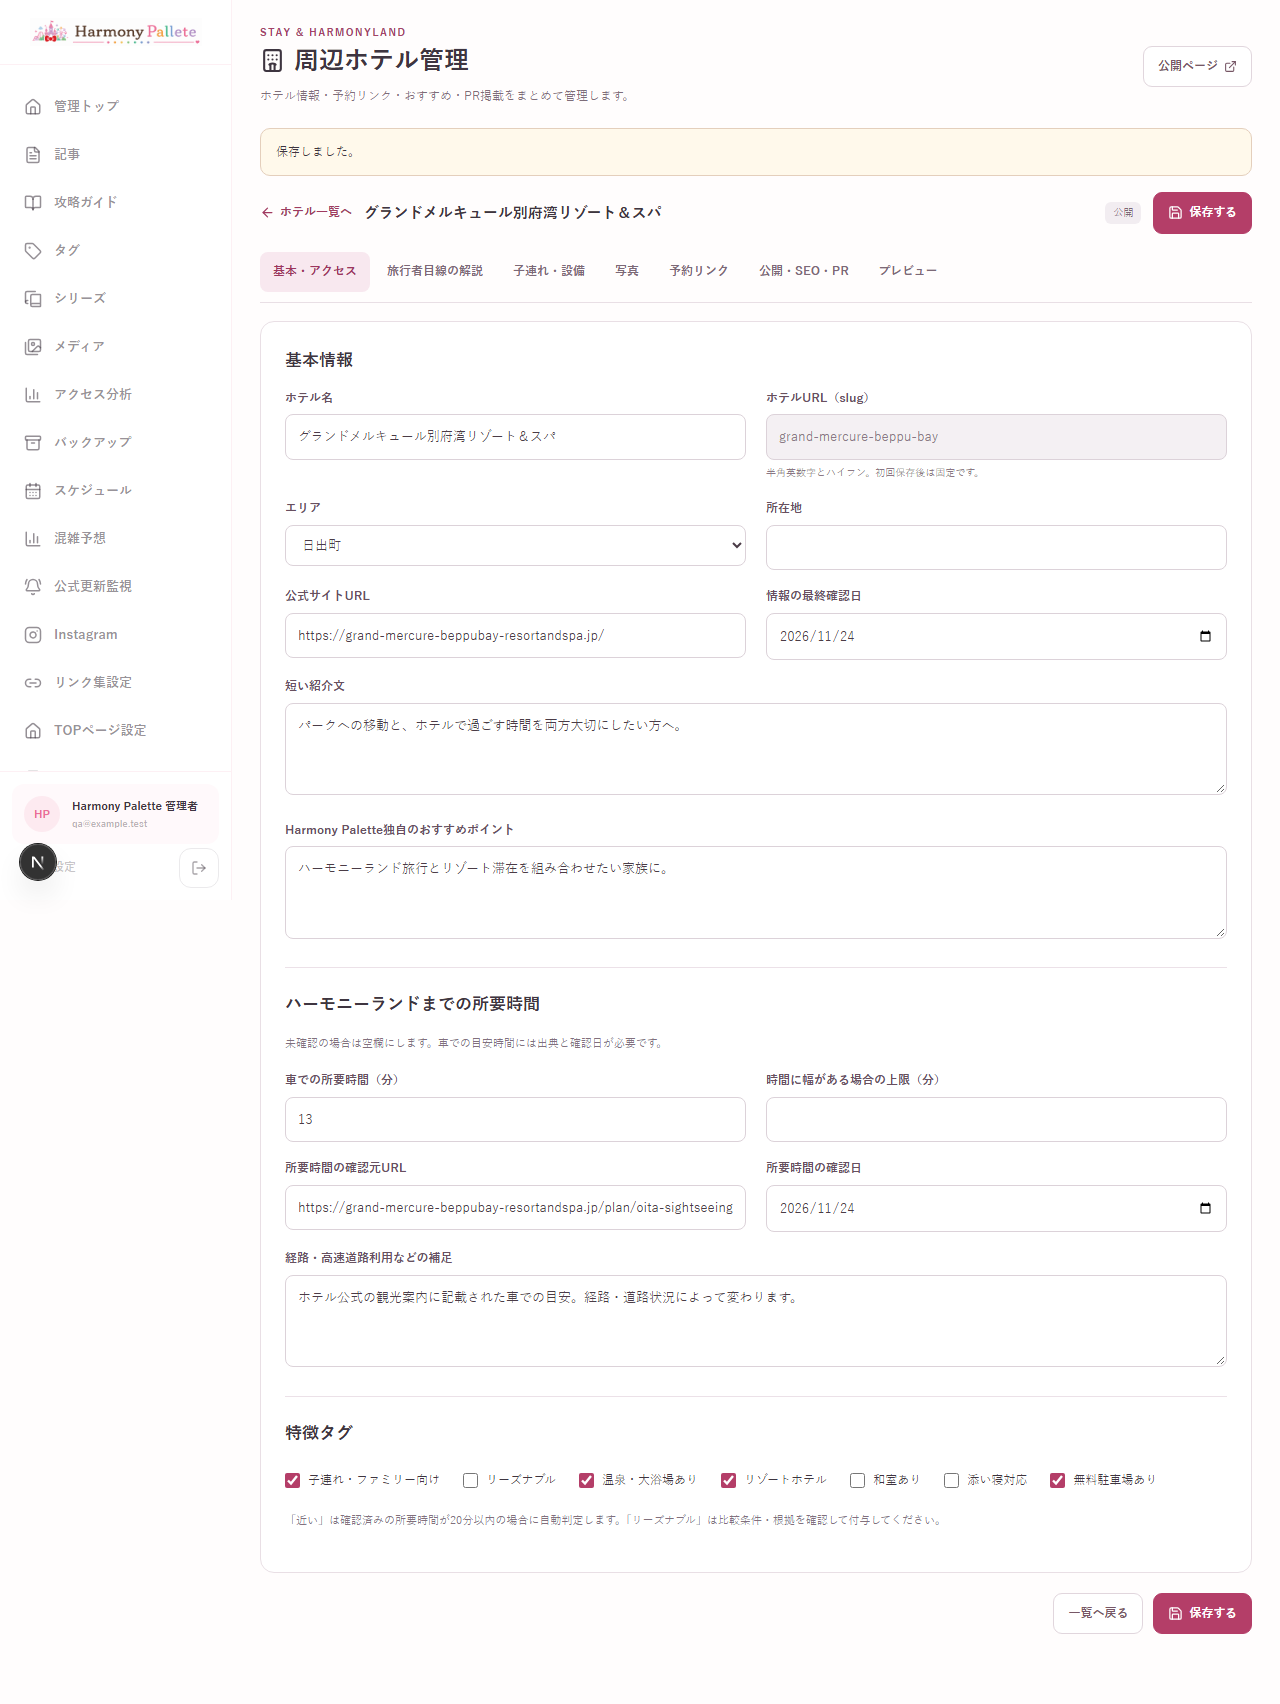 Harmony Pallete
管理トップ
記事
攻略ガイド
タグ
シリーズ
メディア
アクセス分析
バックアップ
スケジュール
混雑予想
公式更新監視
Instagram
リンク集設定
TOPページ設定
HP
Harmony Palette 管理者
qa@example.test
N
設定
STAY & HARMONYLAND
周辺ホテル管理
ホテル情報・予約リンク・おすすめ・PR掲載をまとめて管理します。
公開ページ
保存しました。
ホテル一覧へ
グランドメルキュール別府湾リゾート＆スパ
公開
保存する
基本・アクセス
旅行者目線の解説
子連れ・設備
写真
予約リンク
公開・SEO・PR
プレビュー
基本情報
ホテル名
グランドメルキュール別府湾リゾート＆スパ
ホテルURL（slug）
grand-mercure-beppu-bay
半角英数字とハイフン。初回保存後は固定です。
エリア
日出町
所在地
公式サイトURL
https://grand-mercure-beppubay-resortandspa.jp/
情報の最終確認日
2026/11/24
短い紹介文
パークへの移動と、ホテルで過ごす時間を両方大切にしたい方へ。
Harmony Palette独自のおすすめポイント
ハーモニーランド旅行とリゾート滞在を組み合わせたい家族に。
ハーモニーランドまでの所要時間
未確認の場合は空欄にします。車での目安時間には出典と確認日が必要です。
車での所要時間（分）
13
時間に幅がある場合の上限（分）
所要時間の確認元URL
https://grand-mercure-beppubay-resortandspa.jp/plan/oita-sightseeing
所要時間の確認日
2026/11/24
経路・高速道路利用などの補足
ホテル公式の観光案内に記載された車での目安。経路・道路状況によって変わります。
特徴タグ
子連れ・ファミリー向け
リーズナブル
温泉・大浴場あり
リゾートホテル
和室あり
添い寝対応
無料駐車場あり
「近い」は確認済みの所要時間が20分以内の場合に自動判定します。「リーズナブル」は比較条件・根拠を確認して付与してください。
一覧へ戻る
保存する